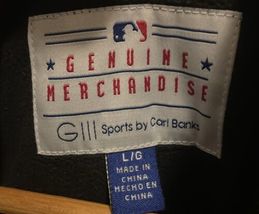 GENUINE
MERCHANDISE
GIII Sports by Carl Banks
L/G
MADE IN
CHINA
HECHO EN
CHINA